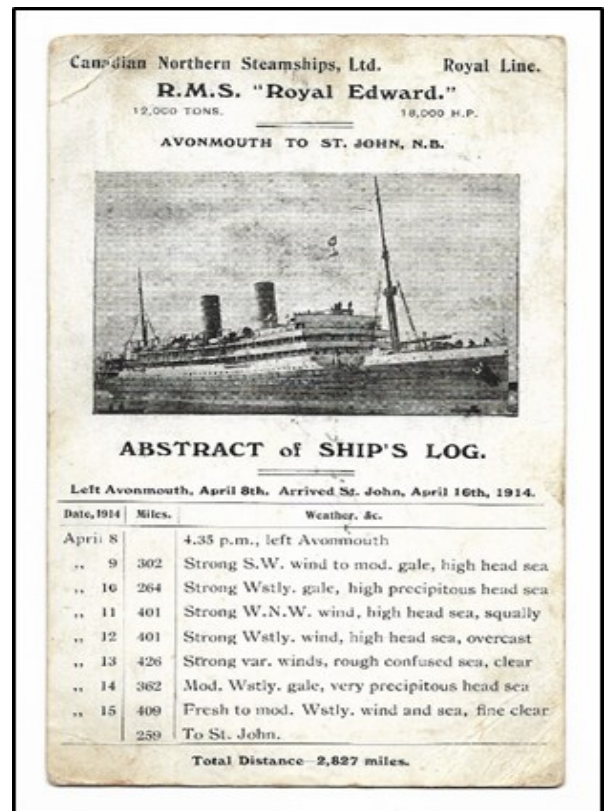 Canadian Northern Steamships, Ltd. Royal Line.
R.M.S. "Royal Edward."
12,000 TONS. 18,000 H.P.
AVONMOUTH TO ST. JOHN, N.B.
ABSTRACT of SHIP'S LOG.
Left Avonmouth, April 8th. Arrived St. John, April 16th, 1914.
Date, 1914 Miles. Weather. &c.
April 8 4.35 p.m., left Avonmouth
,, 9 302 Strong S.W. wind to mod. gale, high head sea
,, 10 264 Strong Wstly. gale, high precipitous head sea
,, 11 401 Strong W.N.W. wind, high head sea, squally
,, 12 401 Strong Wstly. wind, high head sea, overcast
,, 13 426 Strong var. winds, rough confused sea, clear
,, 14 362 Mod. Wstly. gale, very precipitous head sea
,, 15 409 Fresh to mod. Wstly. wind and sea, fine clear
259 To St. John.
Total Distance—2,827 miles.